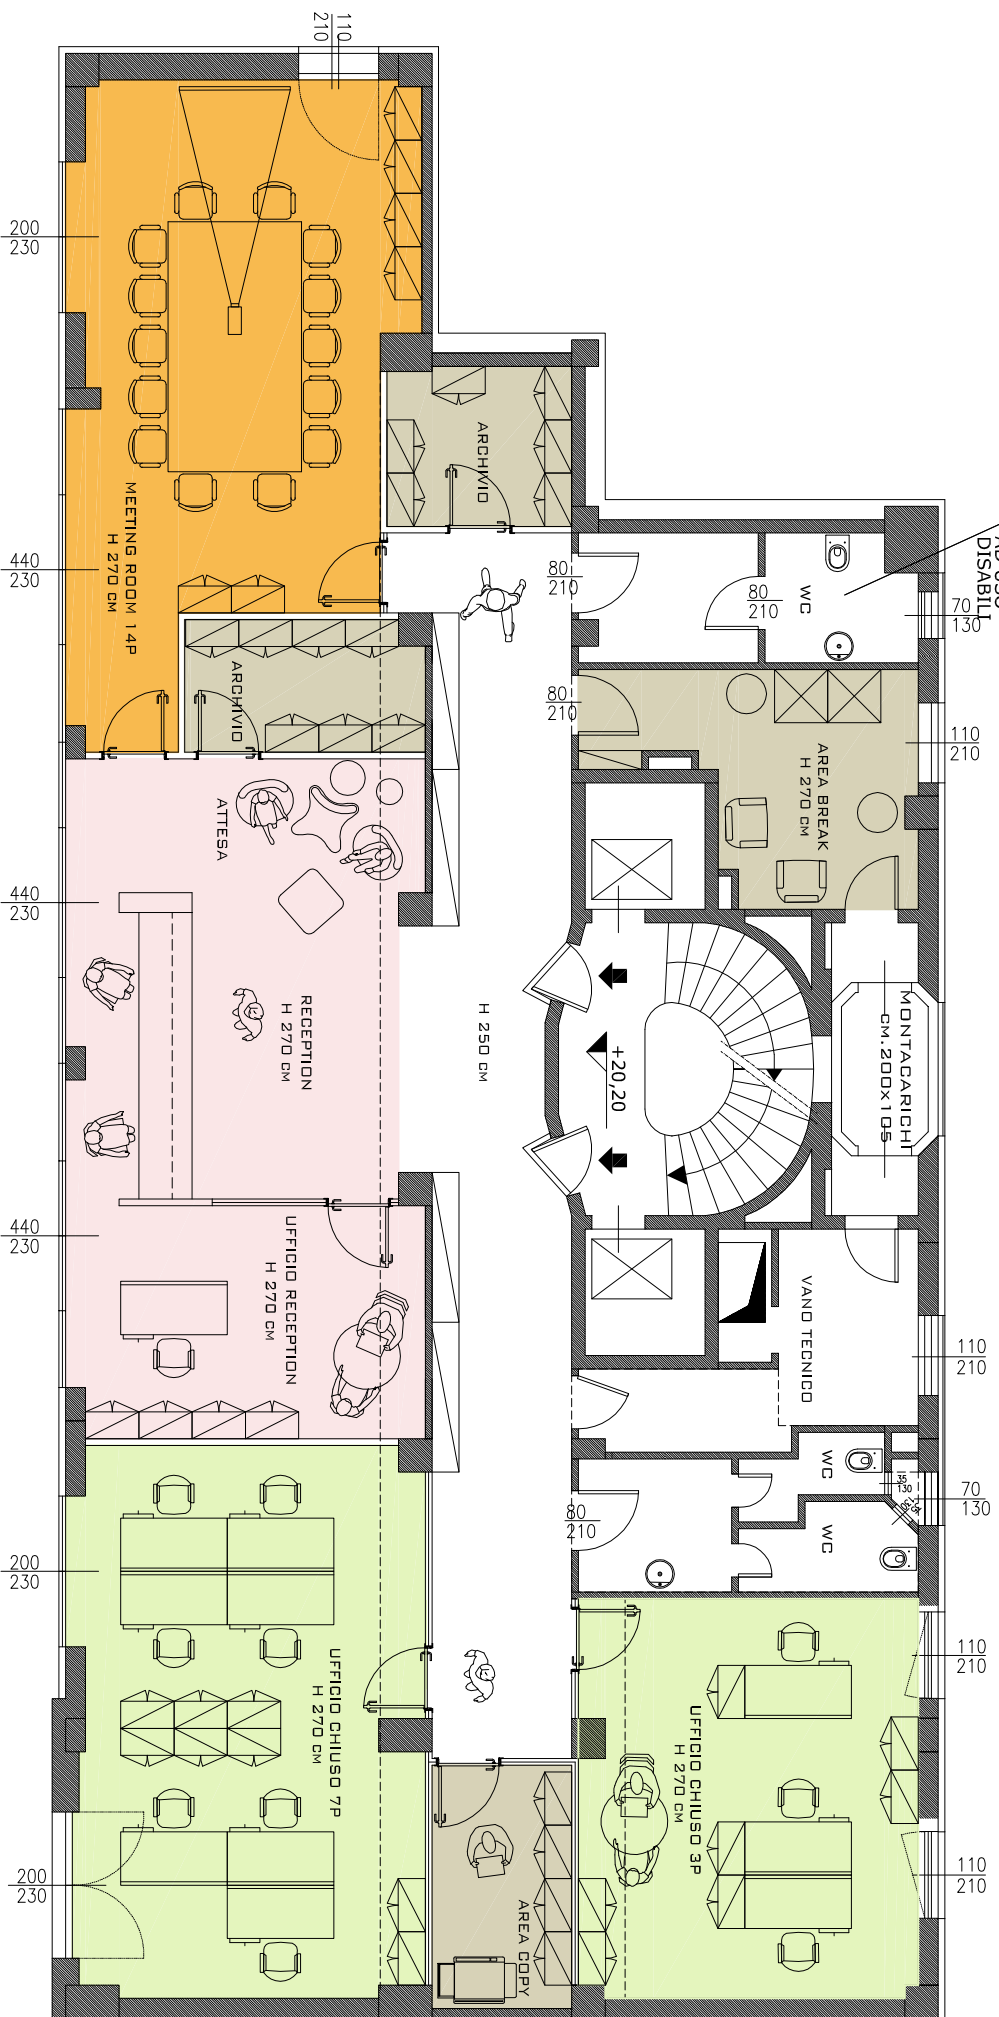 110
210
200
230
MEETING ROOM 14P
H 270 CM
440
230
ARCHIVIO
80
210
80
210
WC
DISABILI
70
130
ARCHIVIO
80
210
AREA BREAK
H 270 CM
110
210
ATTESA
440
230
RECEPTION
H 270 CM
H 250 CM
+20,20
MONTACARICHI
CM.200x105
440
230
UFFICIO RECEPTION
H 270 CM
VANO TECNICO
110
210
WC
35
130
70
130
WC
80
210
200
230
UFFICIO CHIUSO 7P
H 270 CM
110
210
UFFICIO CHIUSO 3P
H 270 CM
200
230
110
210
AREA COPY